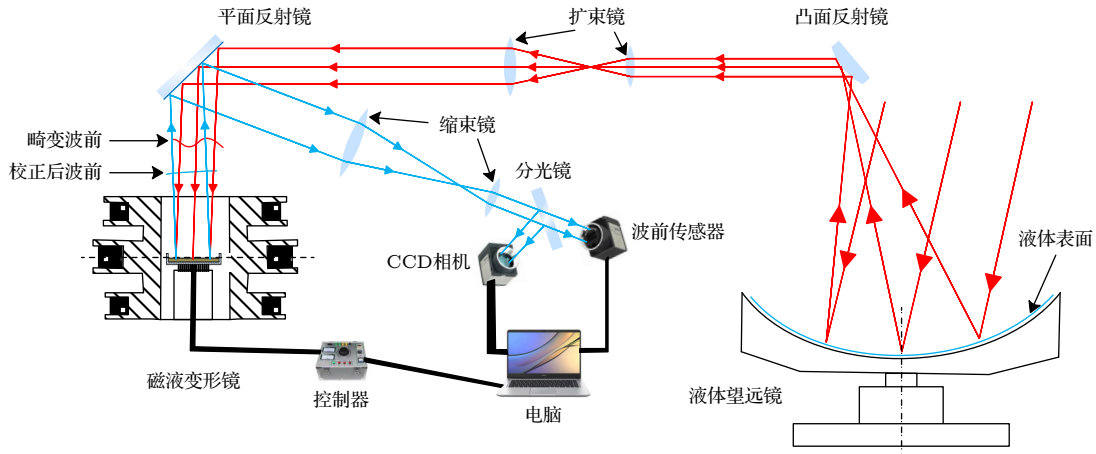 平面反射镜
扩束镜
凸面反射镜
畸变波前
校正后波前
缩束镜
分光镜
波前传感器
CCD相机
液体表面
磁液变形镜
控制器
电脑
液体望远镜